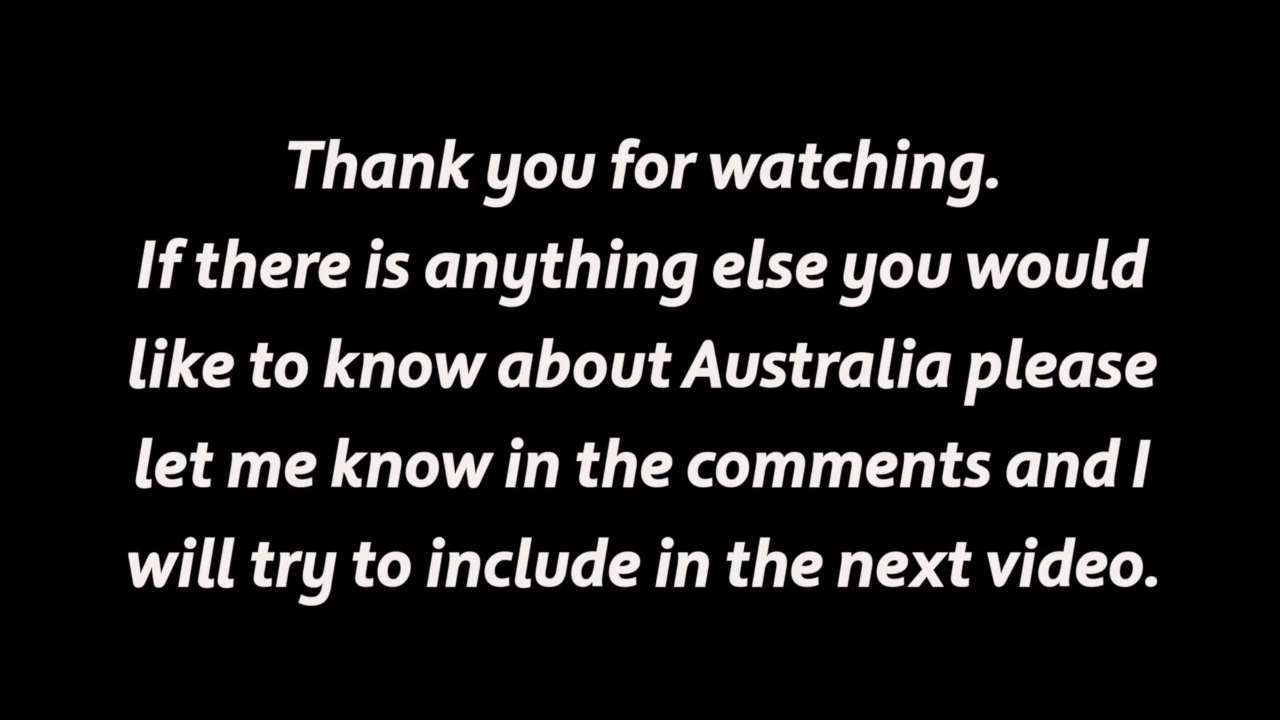 Thank you for watching.
If there is anything else you would
like to know about Australia please
let me know in the comments and I
will try to include in the next video.